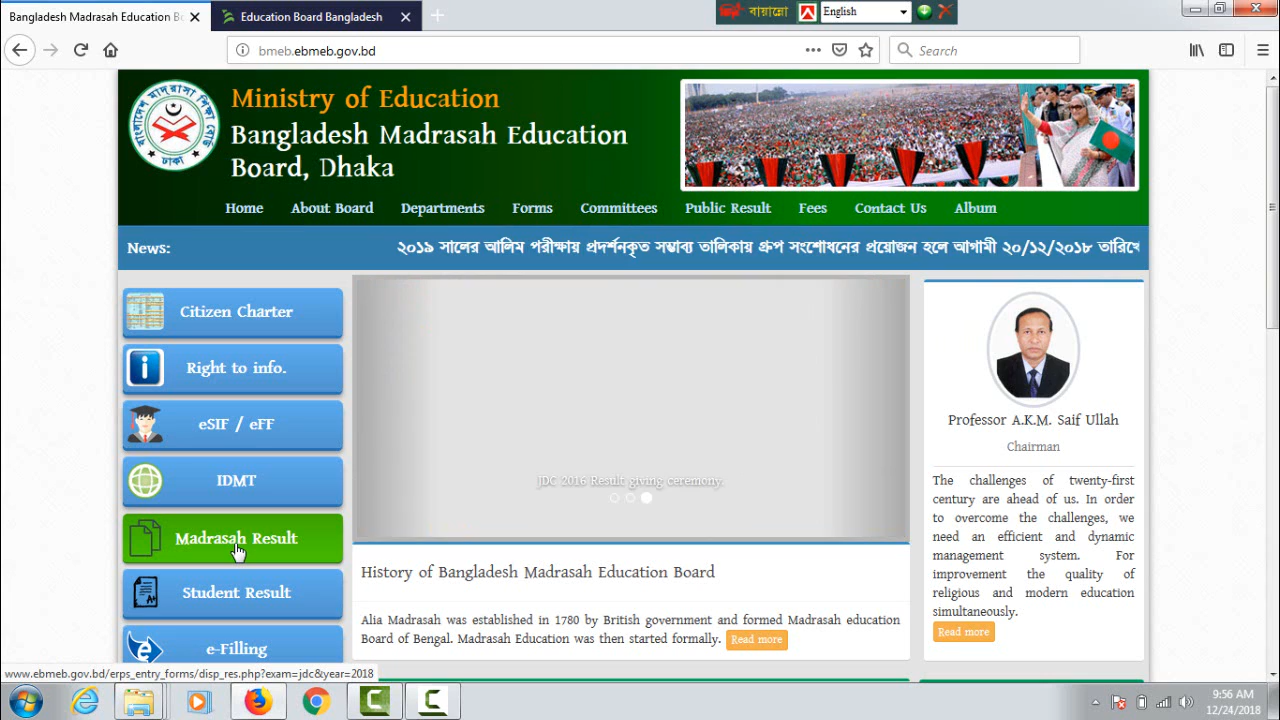 Bangladesh Madrasah Education B
Education Board Bangladesh
বায়ান্নো
English
bmeb.ebmeb.gov.bd
Search
বাংলাদেশ মাদরাসা শিক্ষা বোর্ড
ঢাকা
Ministry of Education
Bangladesh Madrasah Education
Board, Dhaka
Home About Board Departments Forms Committees Public Result Fees Contact Us Album
News: ২০১৯ সালের আলিম পরীক্ষায় প্রদর্শনকৃত সম্ভাব্য তালিকায় গ্রুপ সংশোধনের প্রয়োজন হলে আগামী ২০/১২/২০১৮ তারিখে
Citizen Charter
Right to info.
eSIF / eFF
IDMT
Madrasah Result
Student Result
e-Filling
JDC 2016 Result giving ceremony.
History of Bangladesh Madrasah Education Board
Alia Madrasah was established in 1780 by British government and formed Madrasah education
Board of Bengal. Madrasah Education was then started formally. Read more
Professor A.K.M. Saif Ullah
Chairman
The challenges of twenty-first
century are ahead of us. In order
to overcome the challenges, we
need an efficient and dynamic
management system. For
improvement the quality of
religious and modern education
simultaneously.
Read more
www.ebmeb.gov.bd/erps_entry_forms/disp_res.php?exam=jdc&year=2018
9:56 AM
12/24/2018